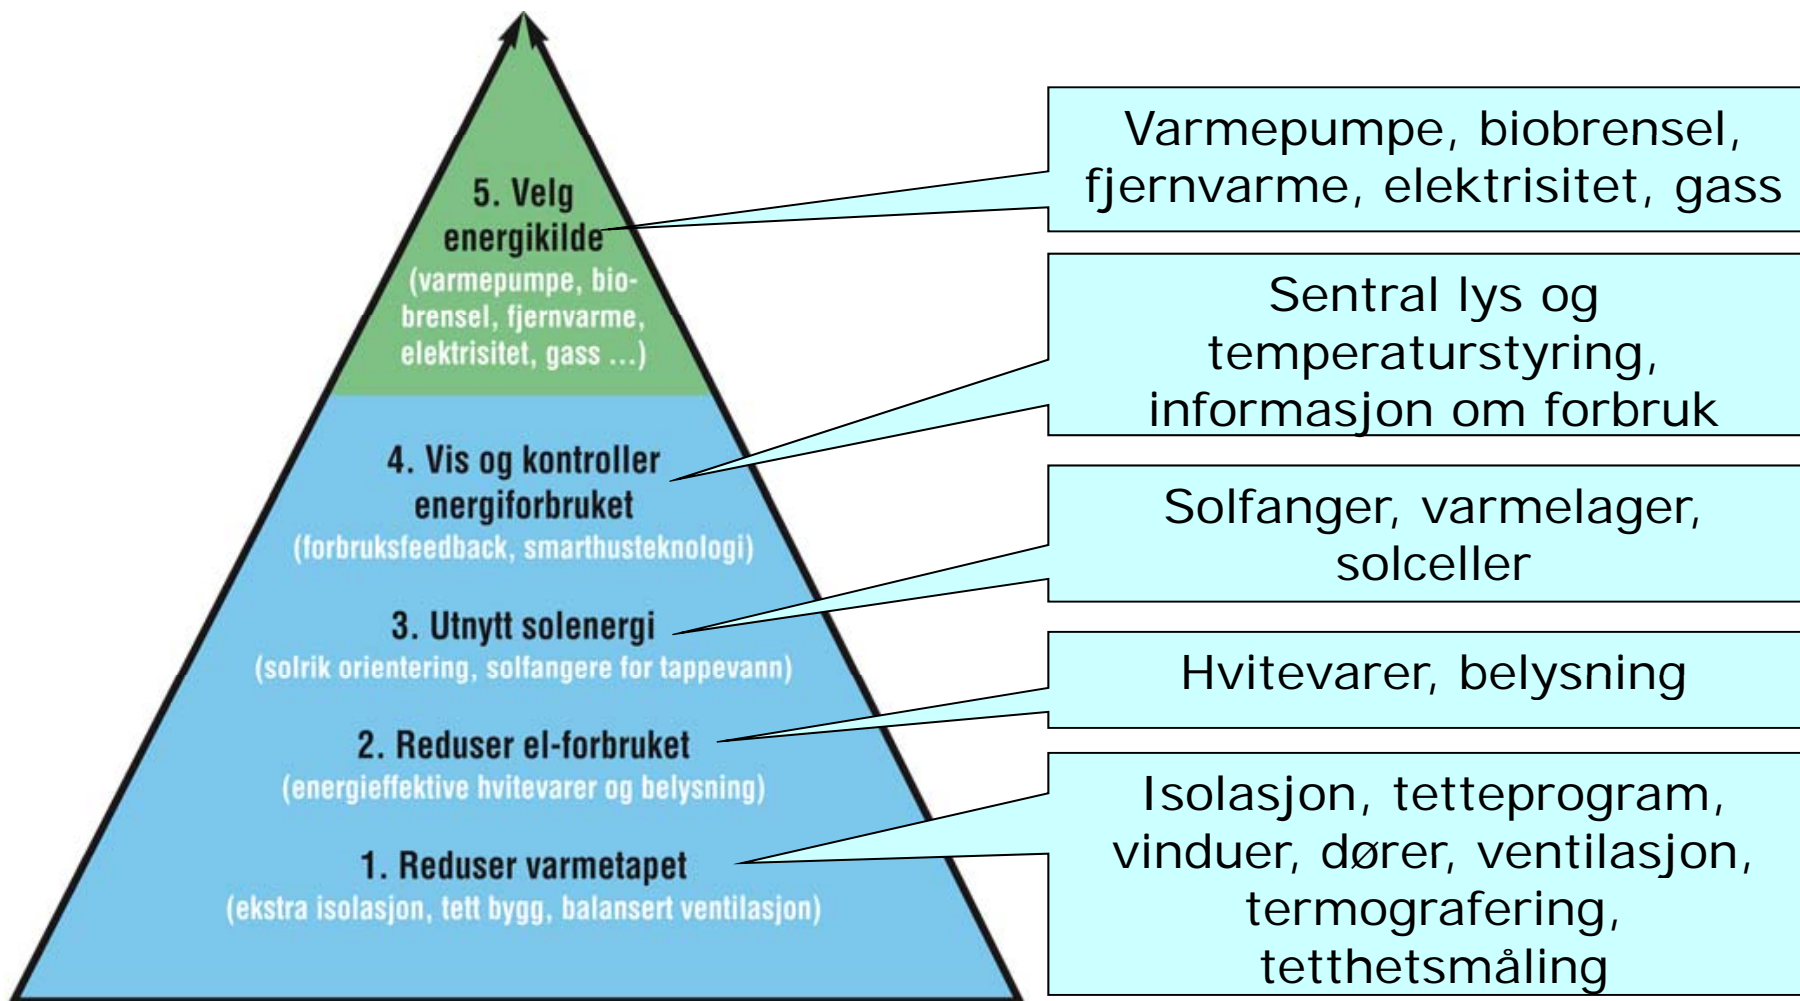 5. Velg
energikilde
(varmepumpe, bio-
brensel, fjernvarme,
elektrisitet, gass ...)
4. Vis og kontroller
energiforbruket
(forbruksfeedback, smarthusteknologi)
3. Utnytt solenergi
(solrik orientering, solfangere for tappevann)
2. Reduser el-forbruket
(energieffektive hvitevarer og belysning)
1. Reduser varmetapet
(ekstra isolasjon, tett bygg, balansert ventilasjon)
Varmepumpe, biobrensel,
fjernvarme, elektrisitet, gass
Sentral lys og
temperaturstyring,
informasjon om forbruk
Solfanger, varmelager,
solceller
Hvitevarer, belysning
Isolasjon, tetteprogram,
vinduer, dører, ventilasjon,
termografering,
tetthetsmåling